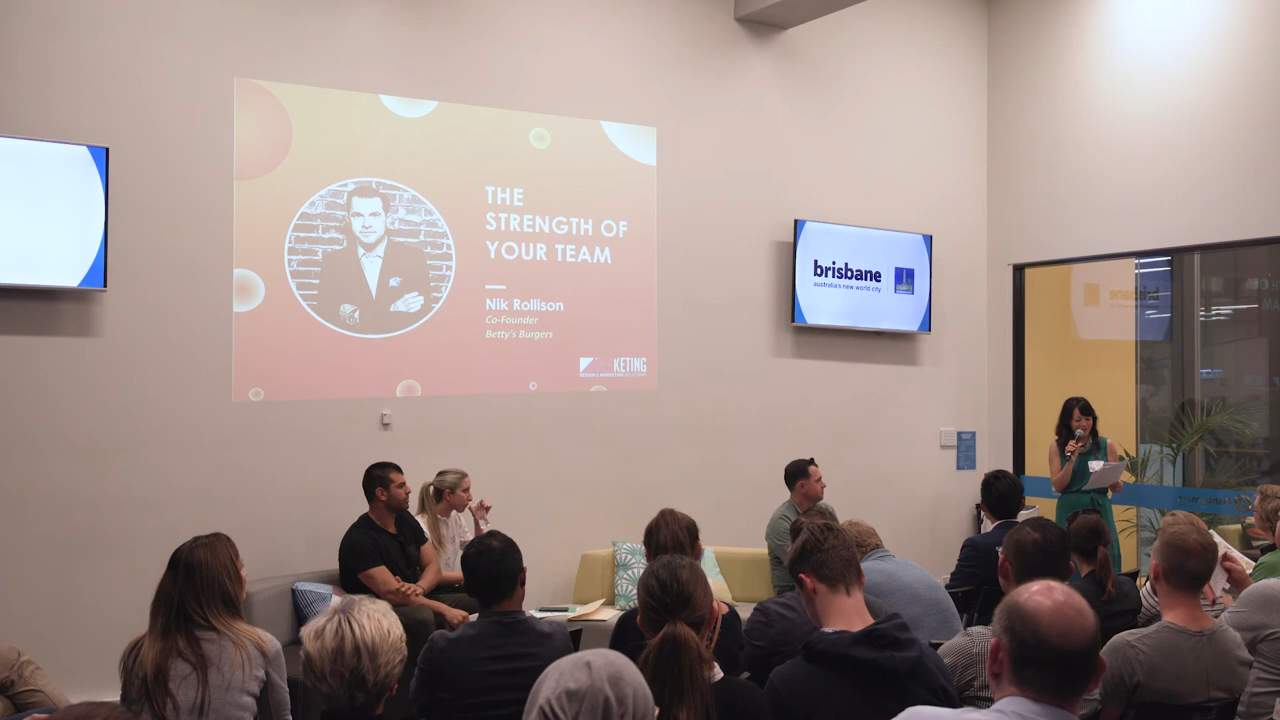 THE
STRENGTH OF
YOUR TEAM
Nik Rollison
Co-Founder
Betty's Burgers
KETING
brisbane
australia's new world city